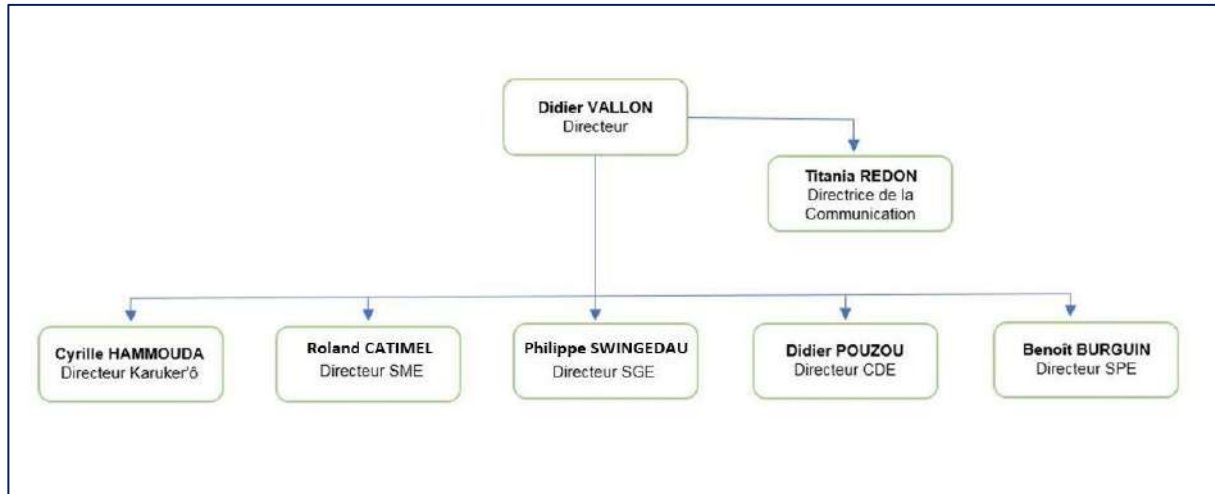 Didier VALLON
Directeur
Titania REDON
Directrice de la
Communication
Cyrille HAMMOUDA
Directeur Karuker'ô
Roland CATIMEL
Directeur SME
Philippe SWINGEDAU
Directeur SGE
Didier POUZOU
Directeur CDE
Benoît BURGUIN
Directeur SPE